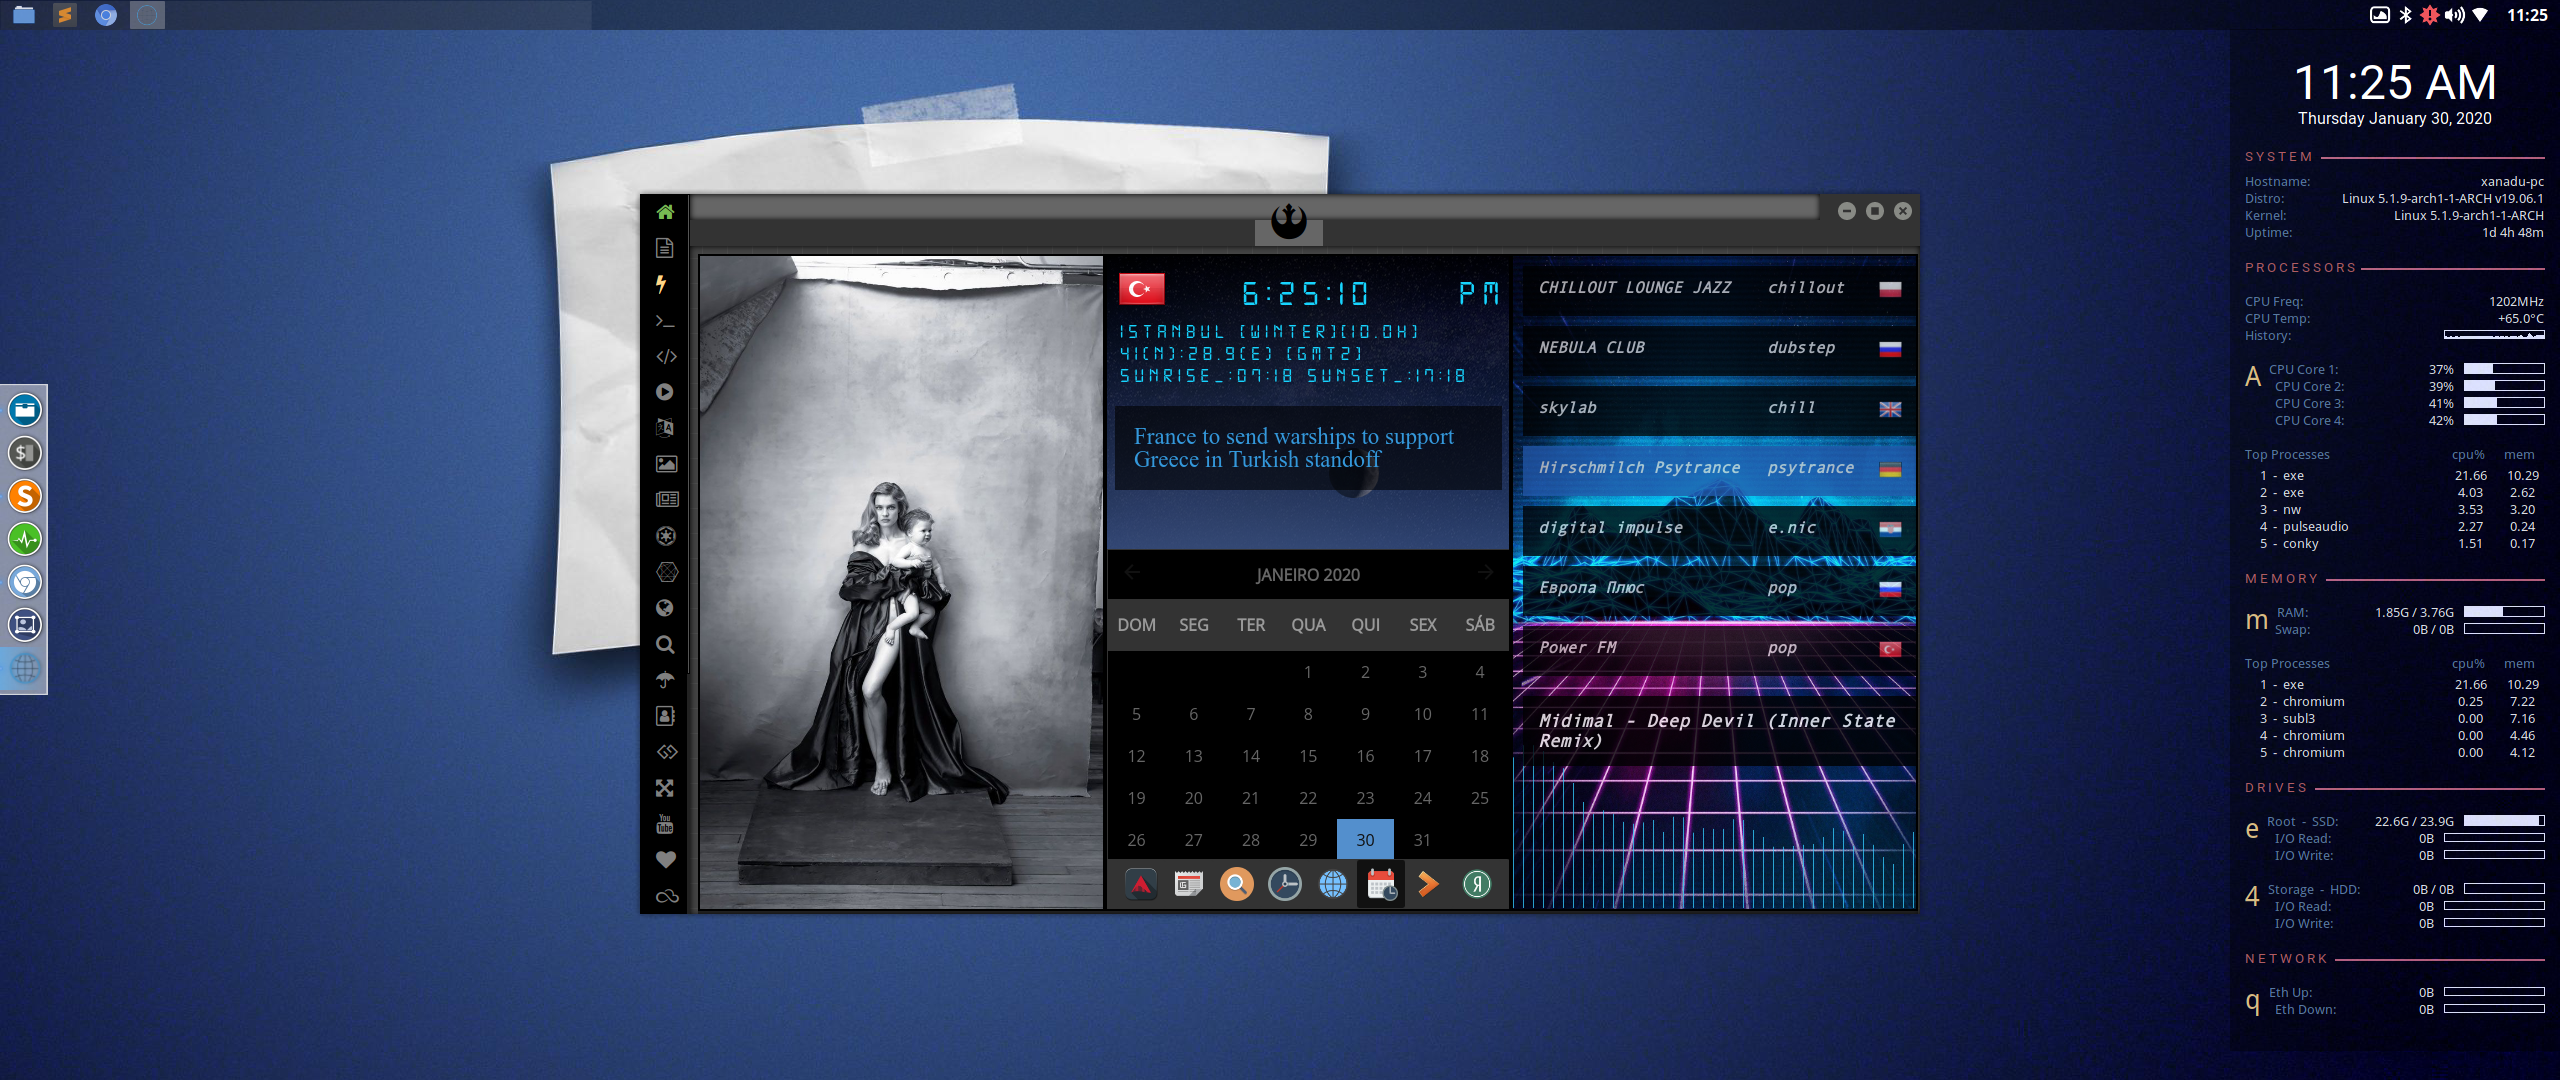 11:25
11:25 AM
Thursday January 30, 2020
SYSTEM
Hostname: xanadu-pc
Distro: Linux 5.1.9-arch1-1-ARCH v19.06.1
Kernel: Linux 5.1.9-arch1-1-ARCH
Uptime: 1d 4h 48m
PROCESSORS
CPU Freq: 1202MHz
CPU Temp: +65.0°C
History:
A CPU Core 1: 37%
CPU Core 2: 39%
CPU Core 3: 41%
CPU Core 4: 42%
Top Processes cpu% mem
1 - exe 21.66 10.29
2 - exe 4.03 2.62
3 - nw 3.53 3.20
4 - pulseaudio 2.27 0.24
5 - conky 1.51 0.17
MEMORY
m RAM: 1.85G / 3.76G
Swap: 0B / 0B
Top Processes cpu% mem
1 - exe 21.66 10.29
2 - chromium 0.25 7.22
3 - subl3 0.00 7.16
4 - chromium 0.00 4.46
5 - chromium 0.00 4.12
DRIVES
e Root - SSD: 22.6G / 23.9G
I/O Read: 0B
I/O Write: 0B
4 Storage - HDD: 0B / 0B
I/O Read: 0B
I/O Write: 0B
NETWORK
q Eth Up: 0B
Eth Down: 0B
You
Tube
6:25:10 PM
ISTANBUL [WINTER][10.0H]
41(N):28.9(E) [GMT2]
SUNRISE_:07:18 SUNSET_:17:18
France to send warships to support
Greece in Turkish standoff
JANEIRO 2020
DOM SEG TER QUA QUI SEX SÁB
1 2 3 4
5 6 7 8 9 10 11
12 13 14 15 16 17 18
19 20 21 22 23 24 25
26 27 28 29 30 31
CHILLOUT LOUNGE JAZZ chillout
NEBULA CLUB dubstep
skylab chill
Hirschmilch Psytrance psytrance
digital impulse e.nic
Европа Плюс pop
Power FM pop
Midimal - Deep Devil (Inner State
Remix)
Я